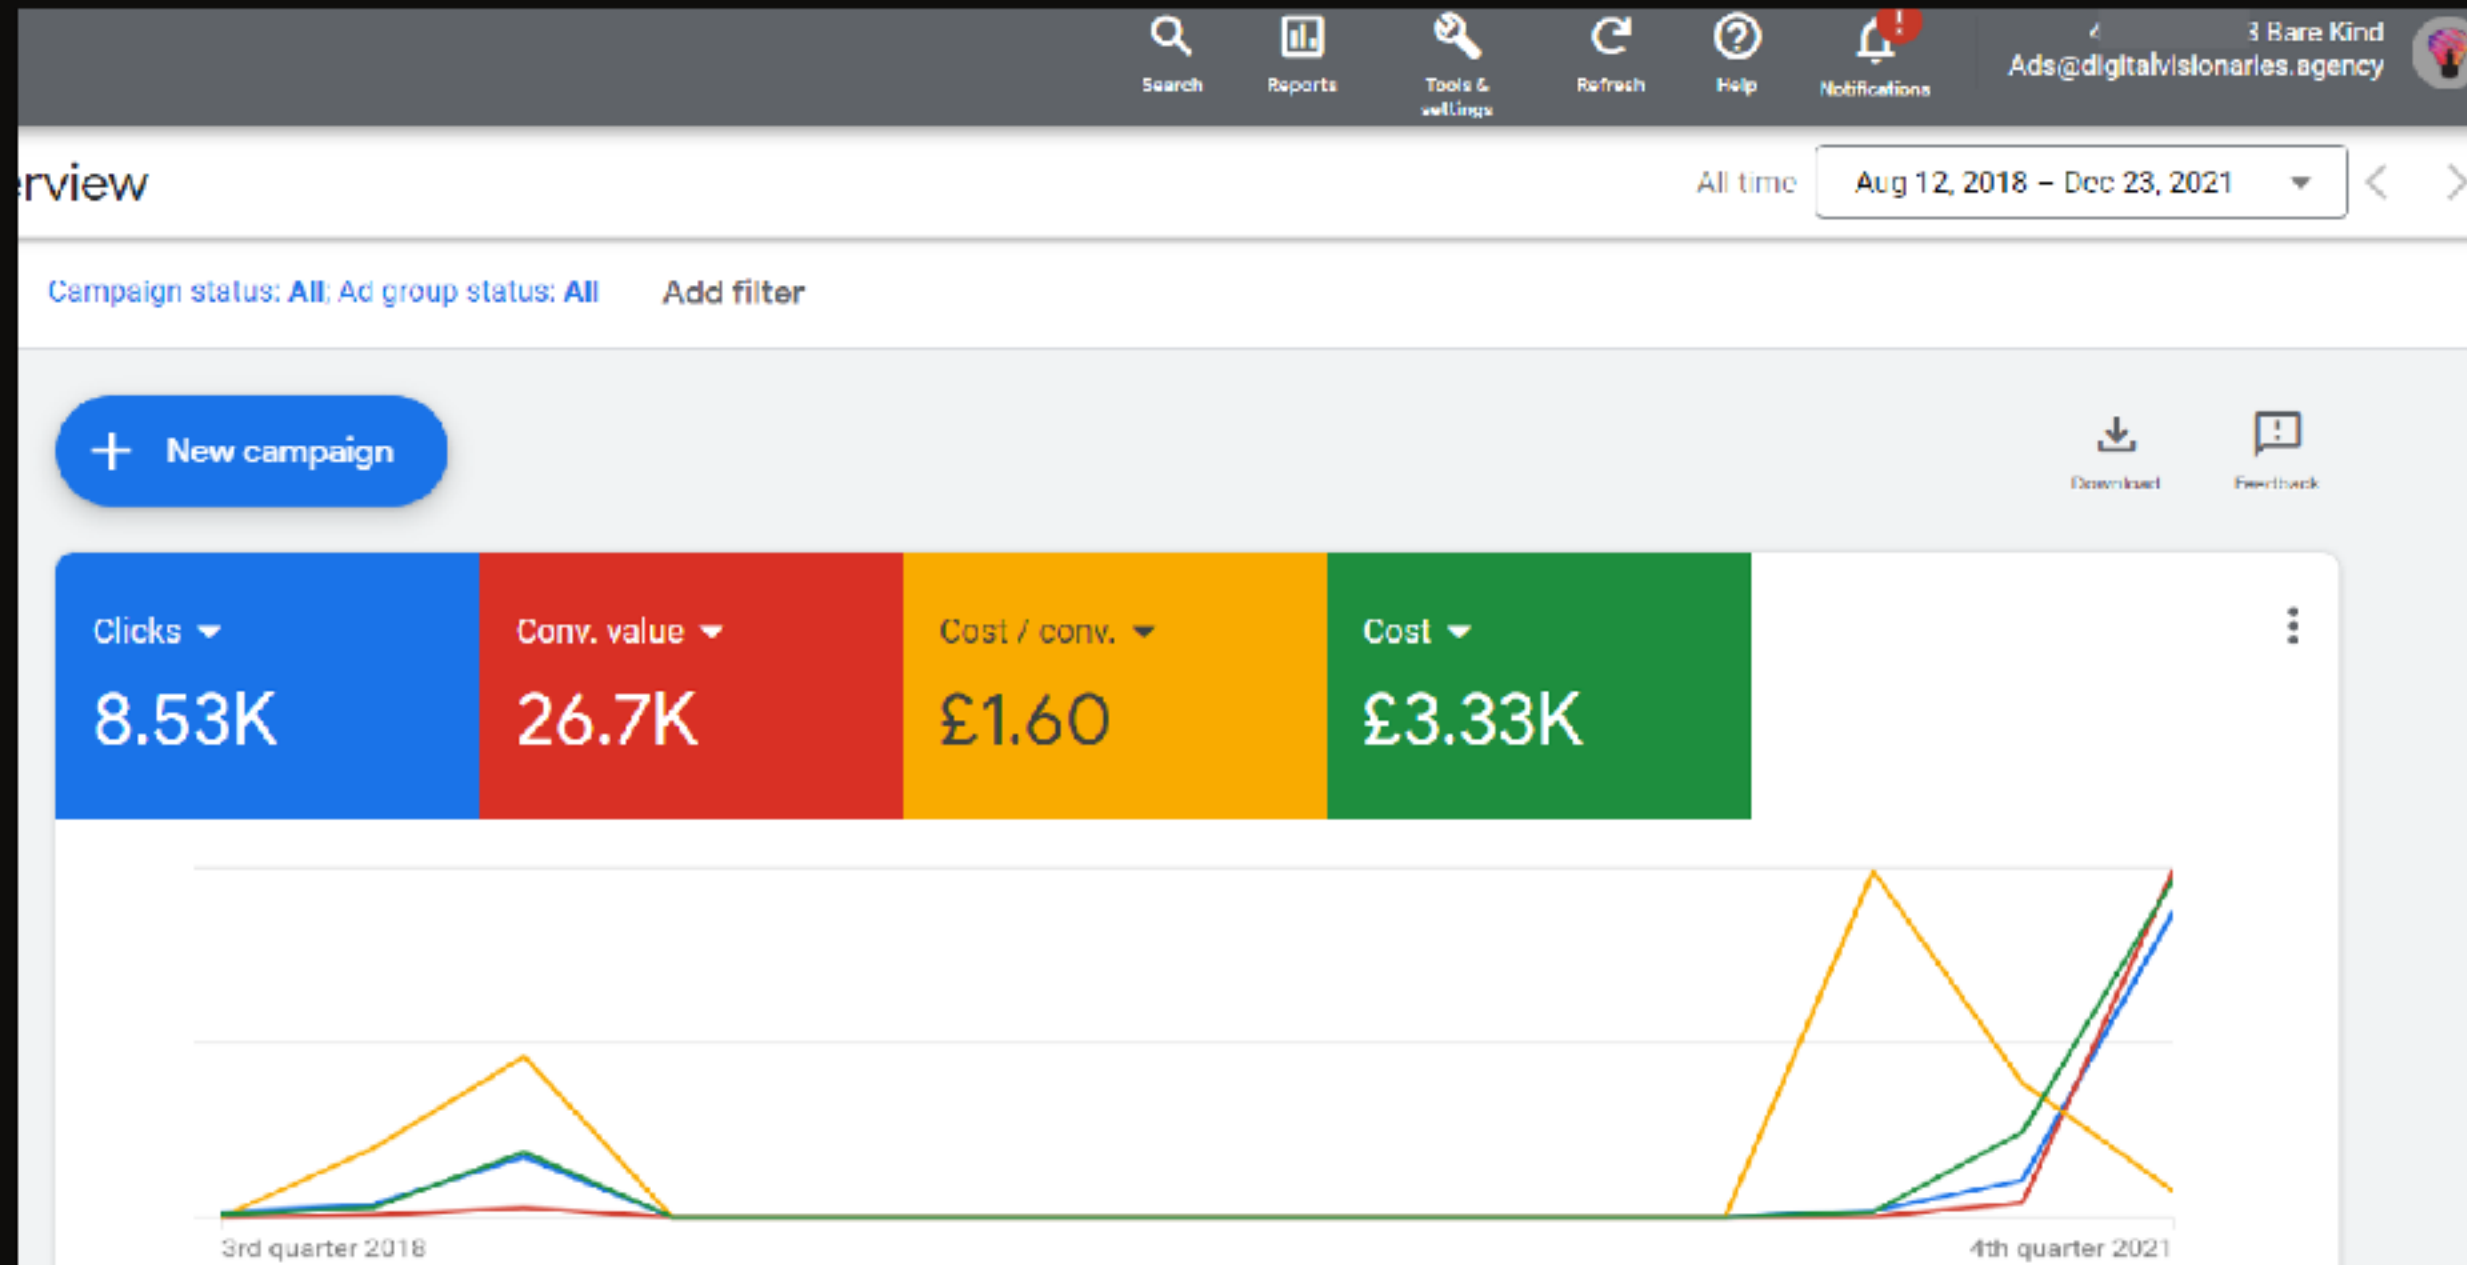 Bare Kind
Ads@digitalvisionaries.agency
Search
Reports
Tools &
settings
Refresh
Help
Notifications
erview
All time
Aug 12, 2018 – Dec 23, 2021
Campaign status: All; Ad group status: All
Add filter
+ New campaign
Download
Feedback
Clicks
8.53K
Conv. value
26.7K
Cost / conv.
£1.60
Cost
£3.33K
3rd quarter 2018
4th quarter 2021